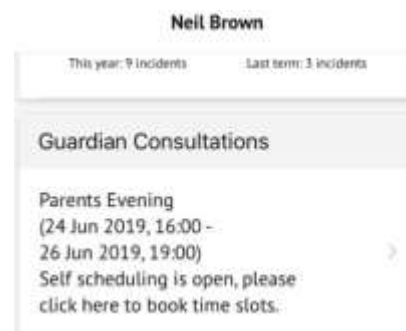 Neil Brown
This year: 9 incidents Last term: 3 incidents
Guardian Consultations
Parents Evening
(24 Jun 2019, 16:00 -
26 Jun 2019, 19:00)
Self scheduling is open, please
click here to book time slots.